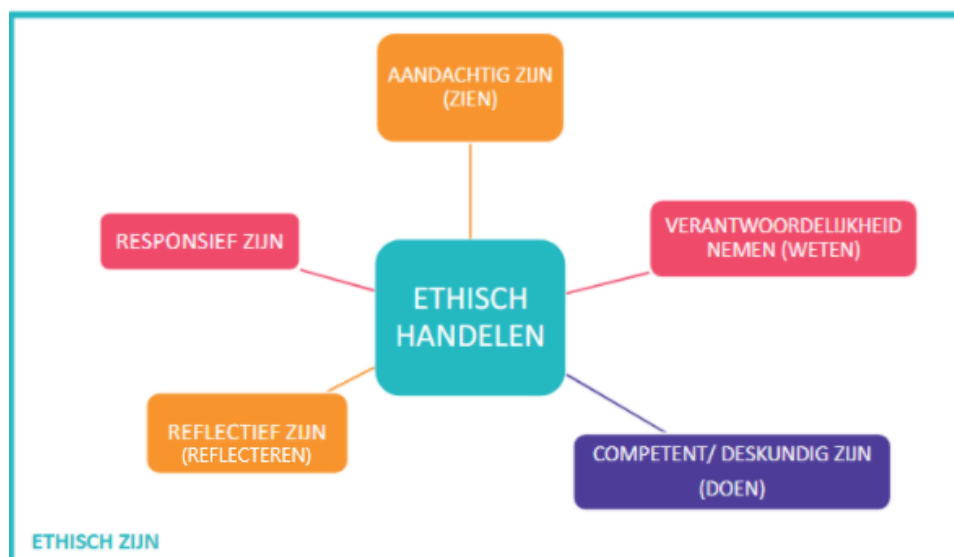 AANDACHTIG ZIJN
(ZIEN)
RESPONSIEF ZIJN
VERANTWOORDELIJKHEID
NEMEN (WETEN)
ETHISCH
HANDELEN
REFLECTIEF ZIJN
(REFLECTEREN)
COMPETENT/ DESKUNDIG ZIJN
(DOEN)
ETHISCH ZIJN